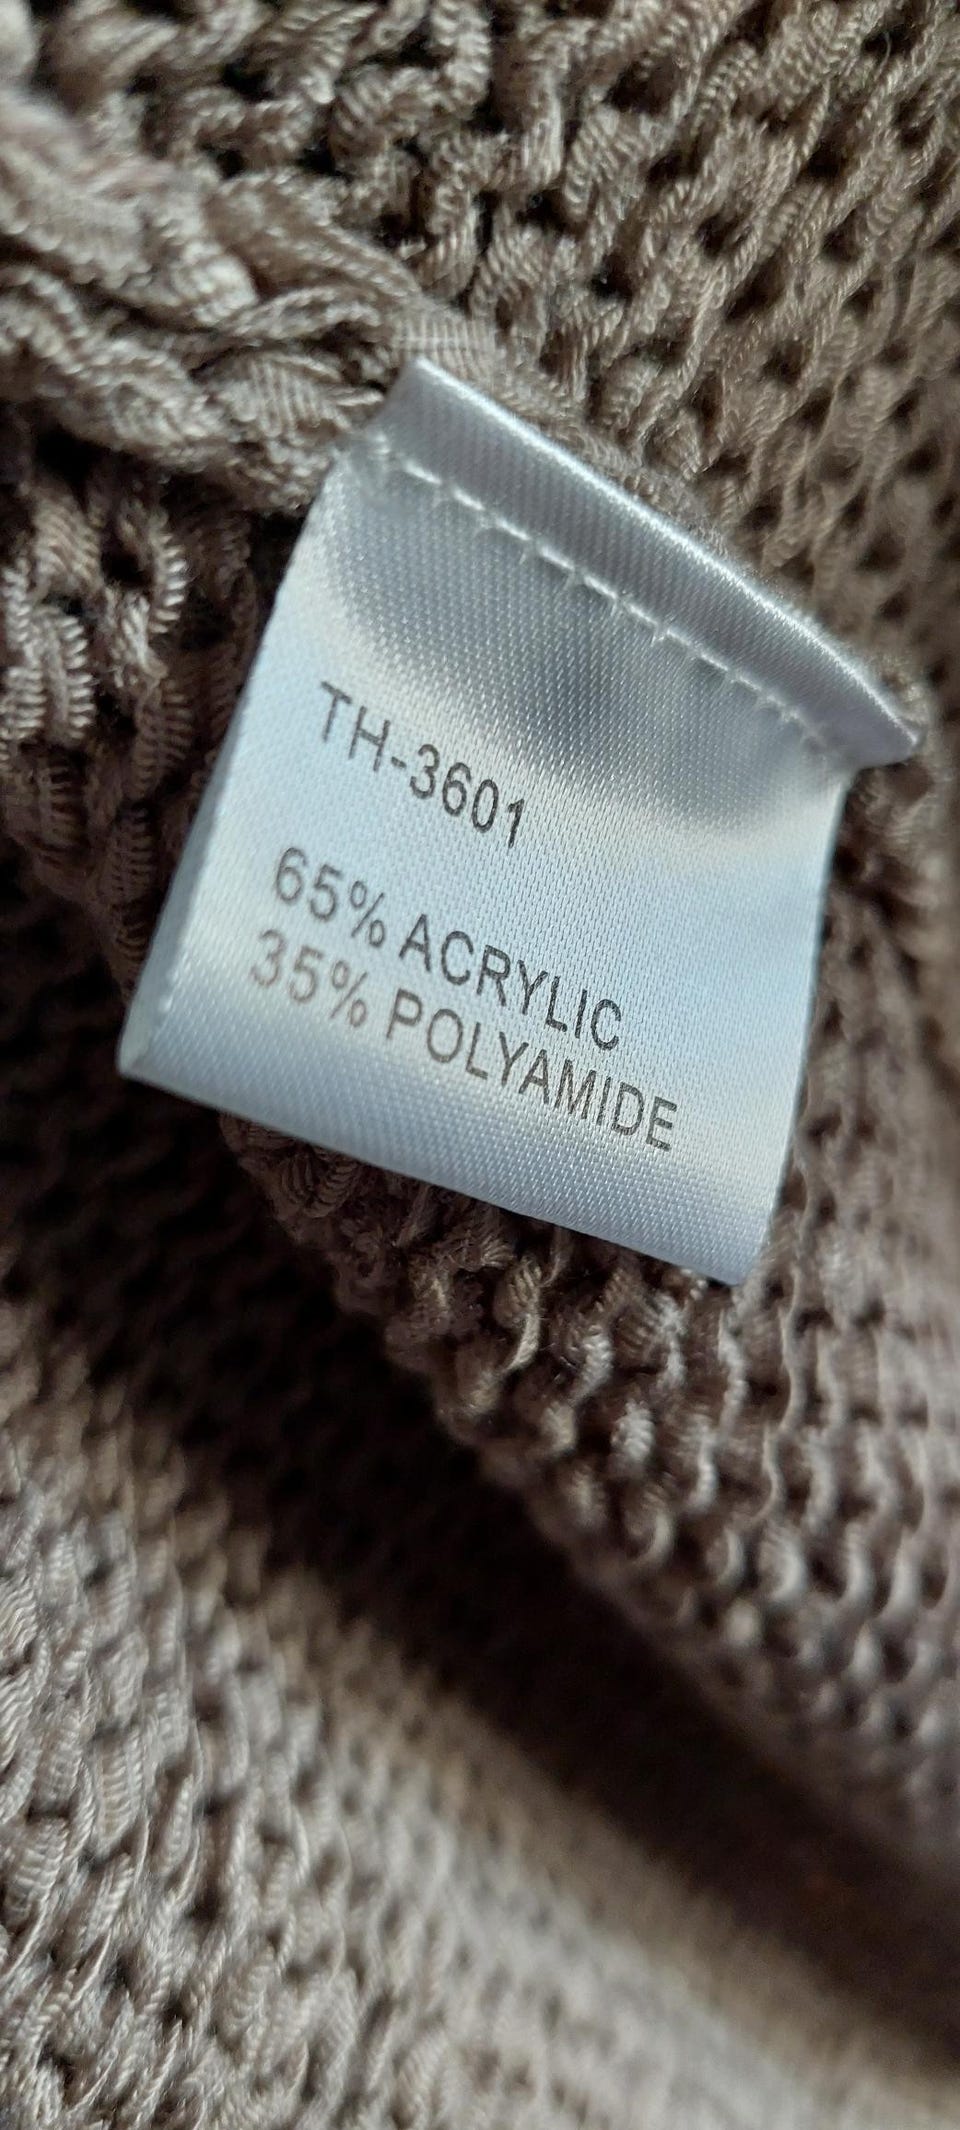 TH-3601
65% ACRYLIC
35% POLYAMIDE